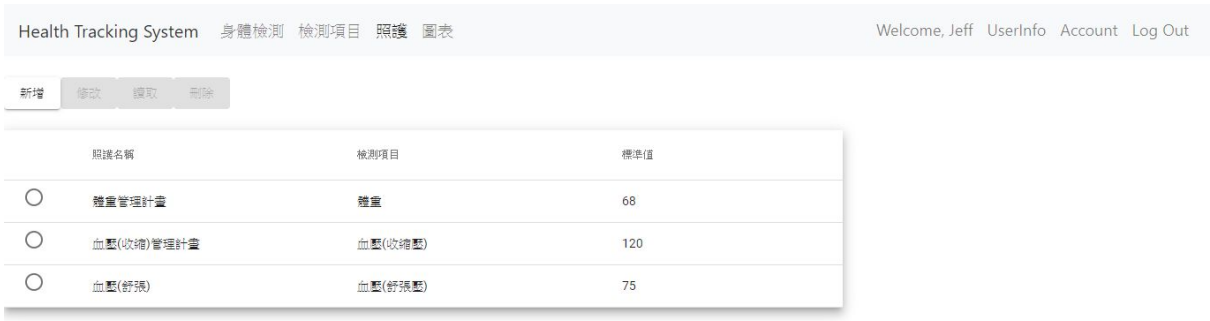 Health Tracking System 身體檢測 檢測項目 照護 圖表 Welcome, Jeff UserInfo Account Log Out
新增 修改 讀取 刪除
照護名稱 檢測項目 標準值
體重管理計畫 體重 68
血壓(收縮)管理計畫 血壓(收縮壓) 120
血壓(舒張) 血壓(舒張壓) 75